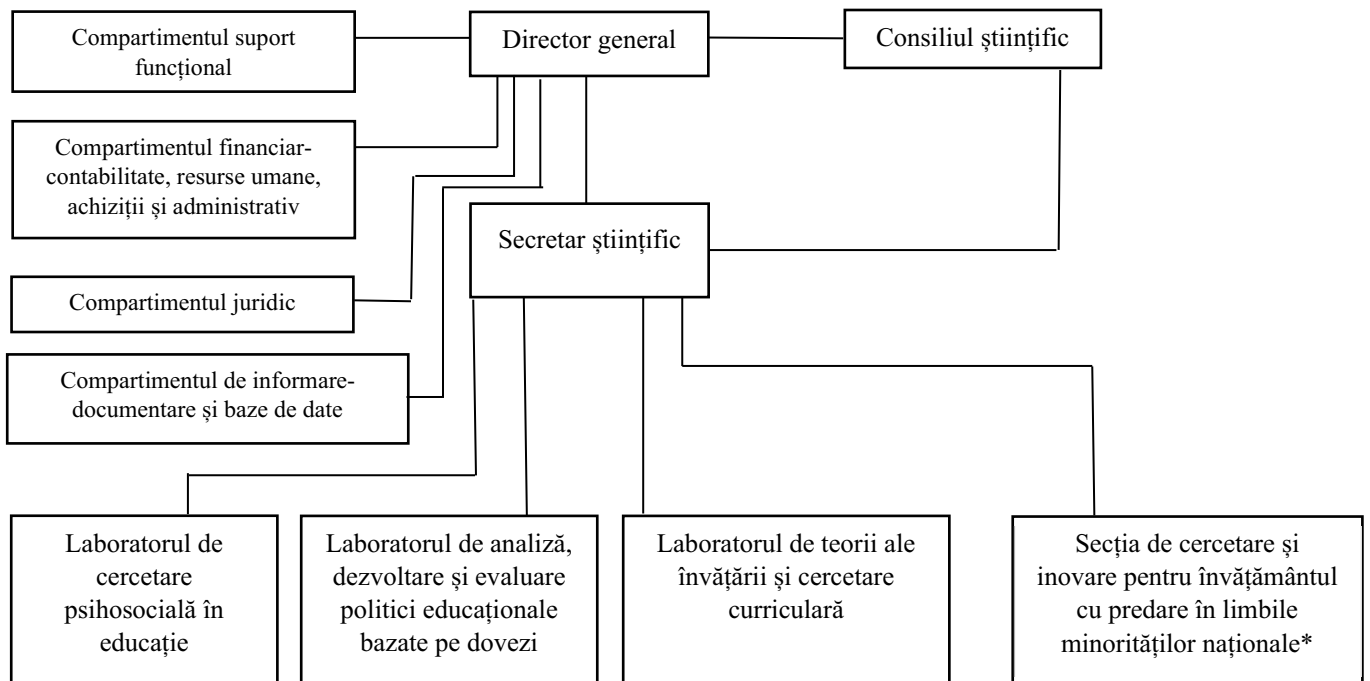 Compartimentul suport
funcțional
Director general
Consiliul științific
Compartimentul financiar-
contabilitate, resurse umane,
achiziții și administrativ
Secretar științific
Compartimentul juridic
Compartimentul de informare-
documentare și baze de date
Laboratorul de
cercetare
psihosocială în
educație
Laboratorul de analiză,
dezvoltare și evaluare
politici educaționale
bazate pe dovezi
Laboratorul de teorii ale
învățării și cercetare
curriculară
Secția de cercetare și
inovare pentru învățământul
cu predare în limbile
minorităților naționale*